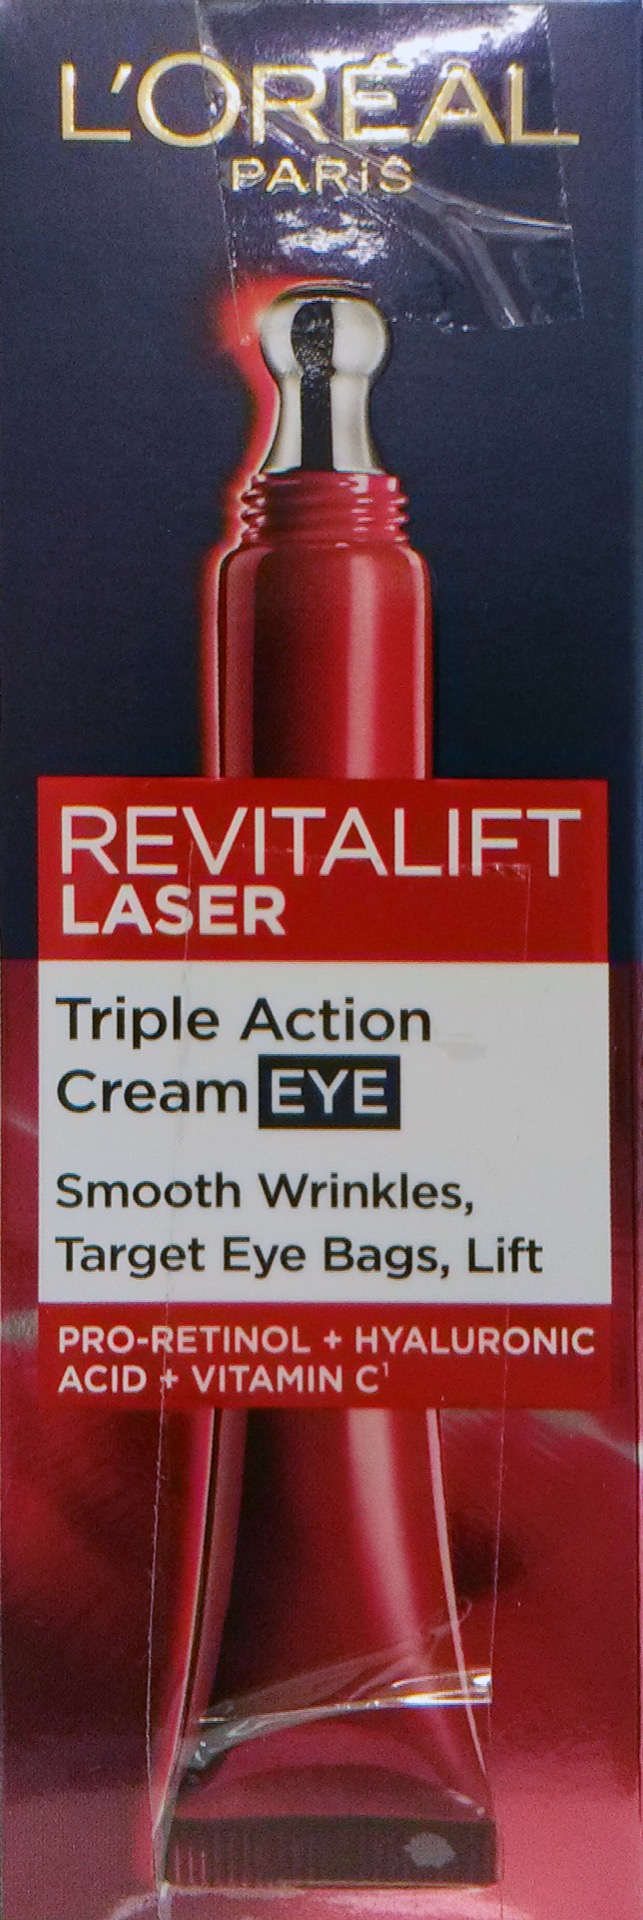 L'ORÉAL
PARiS
REVITALIFT
LASER
Triple Action
Cream EYE
Smooth Wrinkles,
Target Eye Bags, Lift
PRO-RETINOL + HYALURONIC
ACID + VITAMIN C¹